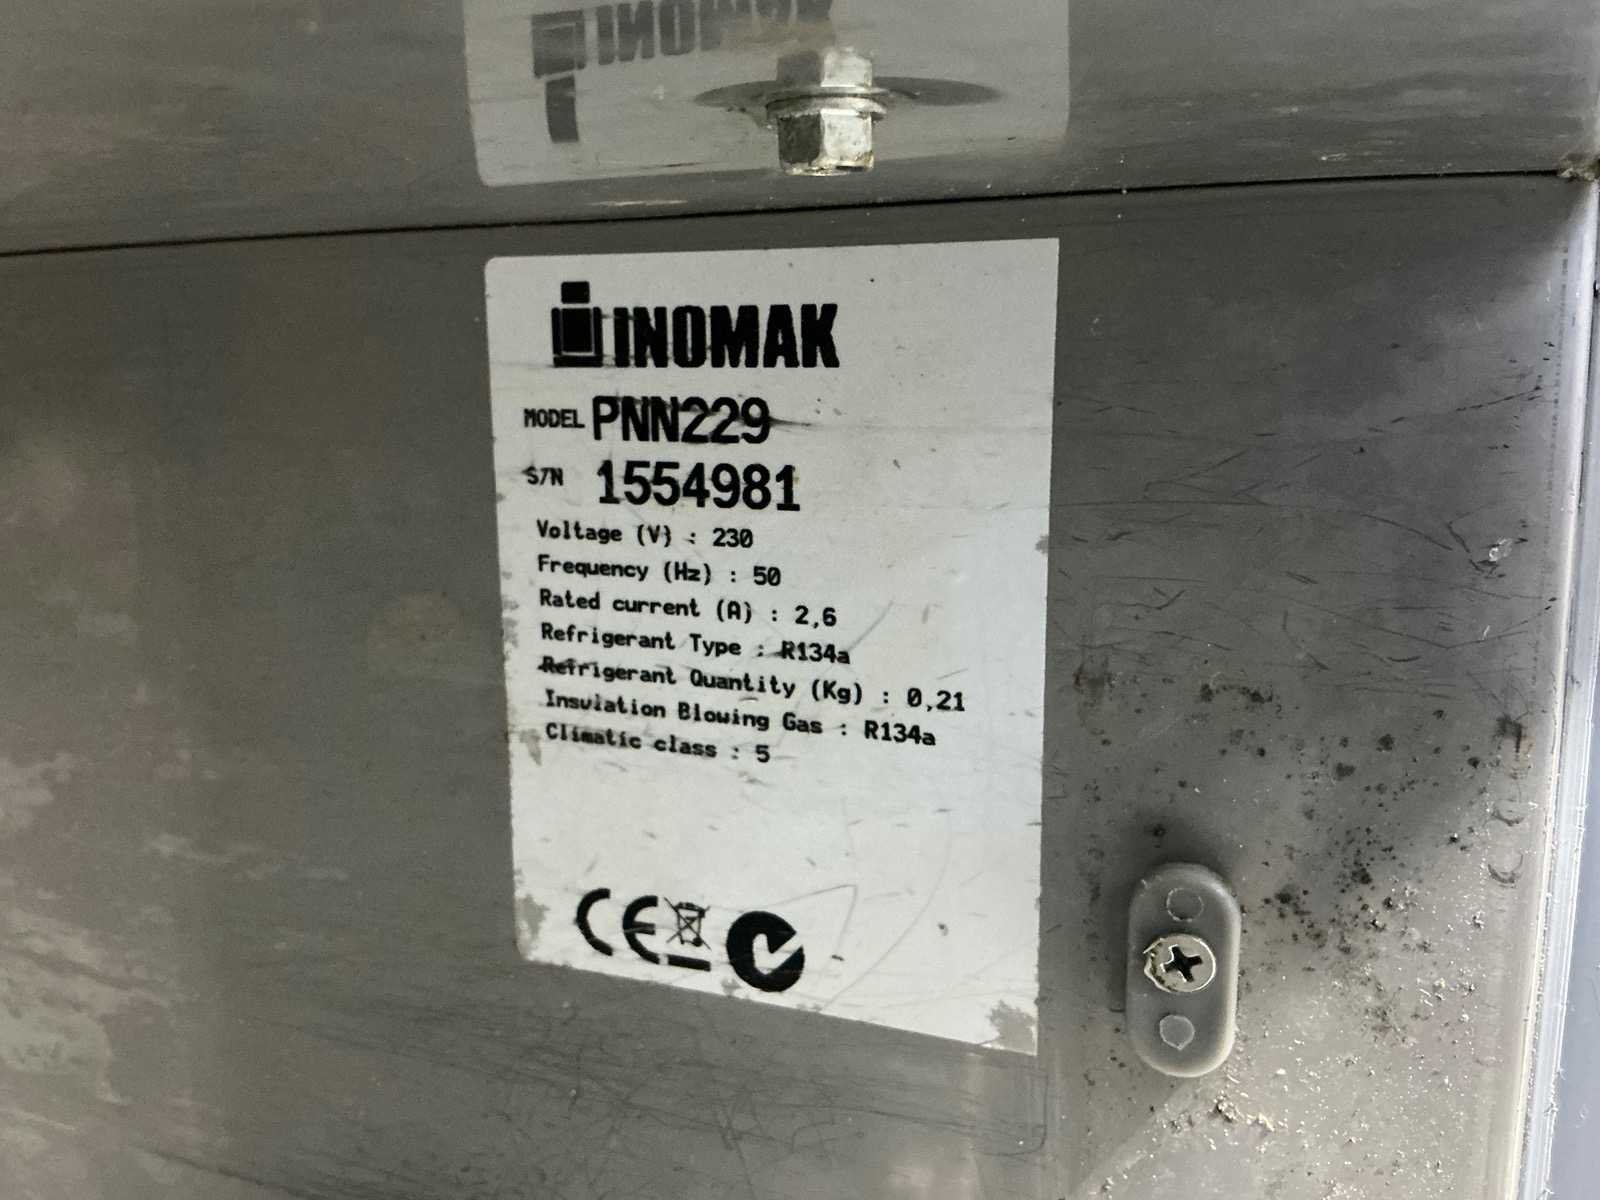 INOMAK
INOMAK
MODEL PNN229
S/N 1554981
Voltage (V) : 230
Frequency (Hz) : 50
Rated current (A) : 2,6
Refrigerant Type : R134a
Refrigerant Quantity (Kg) : 0,21
Insulation Blowing Gas : R134a
Climatic class : 5
CE